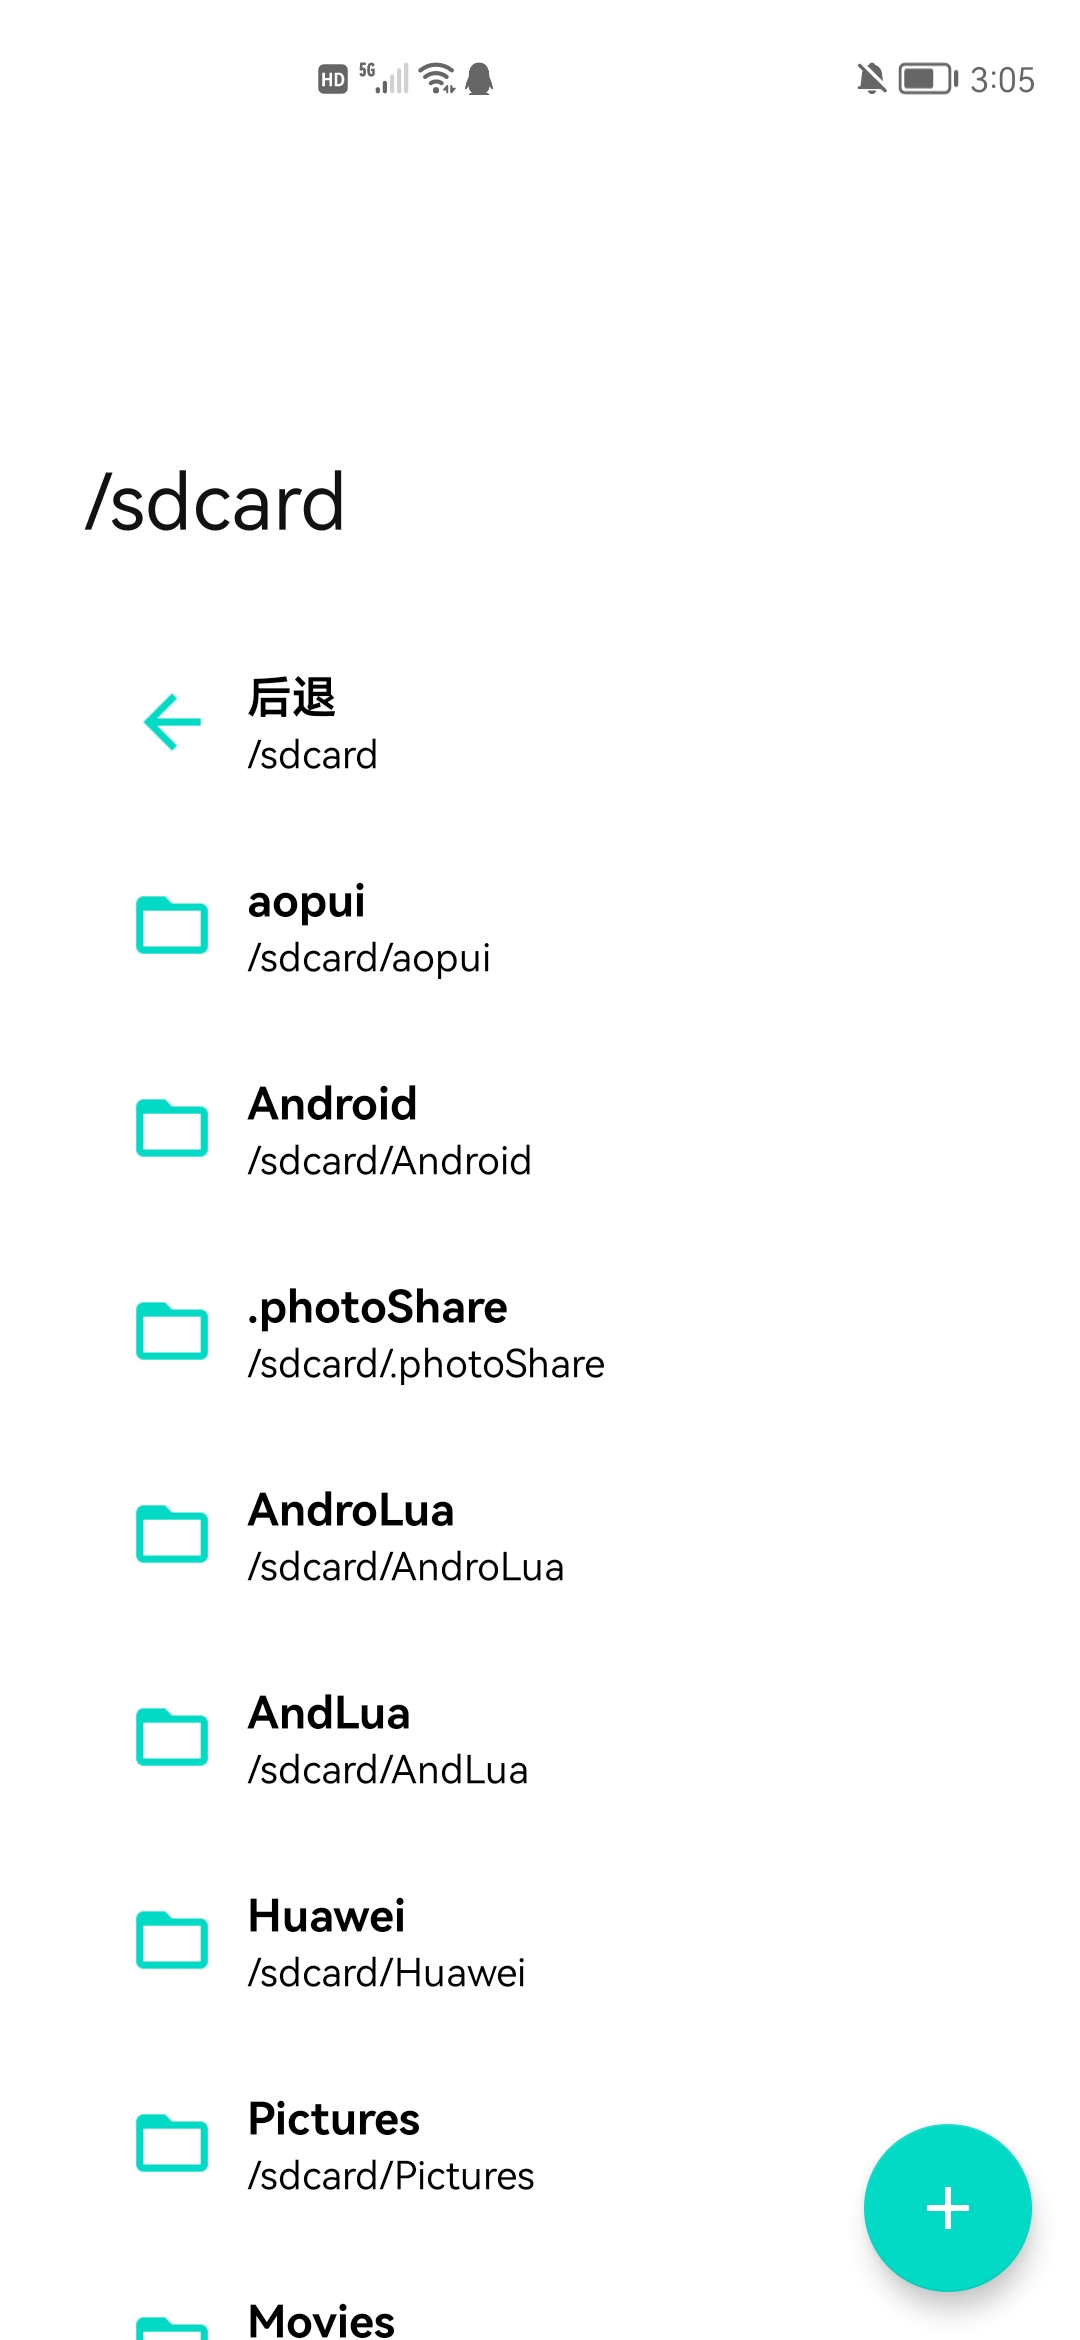 HD 5G 3:05
/sdcard
后退
/sdcard
aopui
/sdcard/aopui
Android
/sdcard/Android
.photoShare
/sdcard/.photoShare
AndroLua
/sdcard/AndroLua
AndLua
/sdcard/AndLua
Huawei
/sdcard/Huawei
Pictures
/sdcard/Pictures
Movies